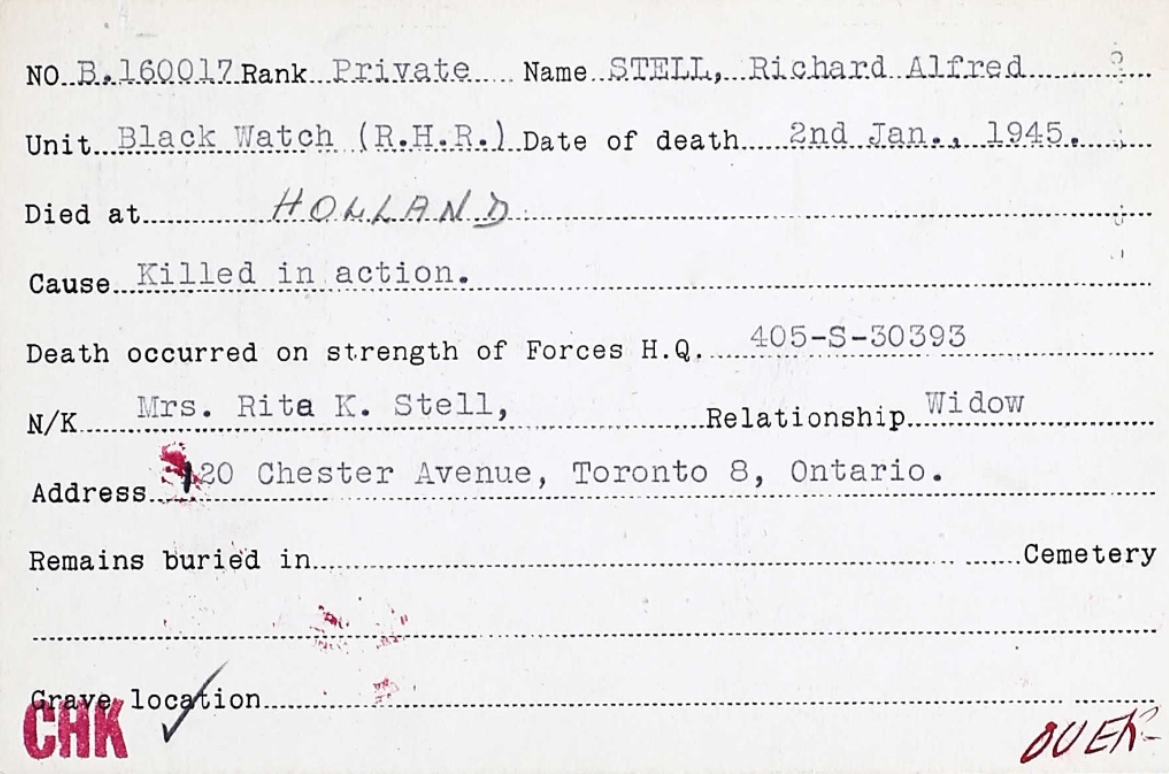 NO. B.160017 Rank Private Name STELL, Richard Alfred
Unit Black Watch (R.H.R.) Date of death 2nd Jan., 1945.
Died at HOLLAND
Cause Killed in action.
Death occurred on strength of Forces H.Q. 405-S-30393
N/K Mrs. Rita K. Stell, Relationship Widow
Address 120 Chester Avenue, Toronto 8, Ontario.
Remains buried in Cemetery
Grave location
CHK
OVER